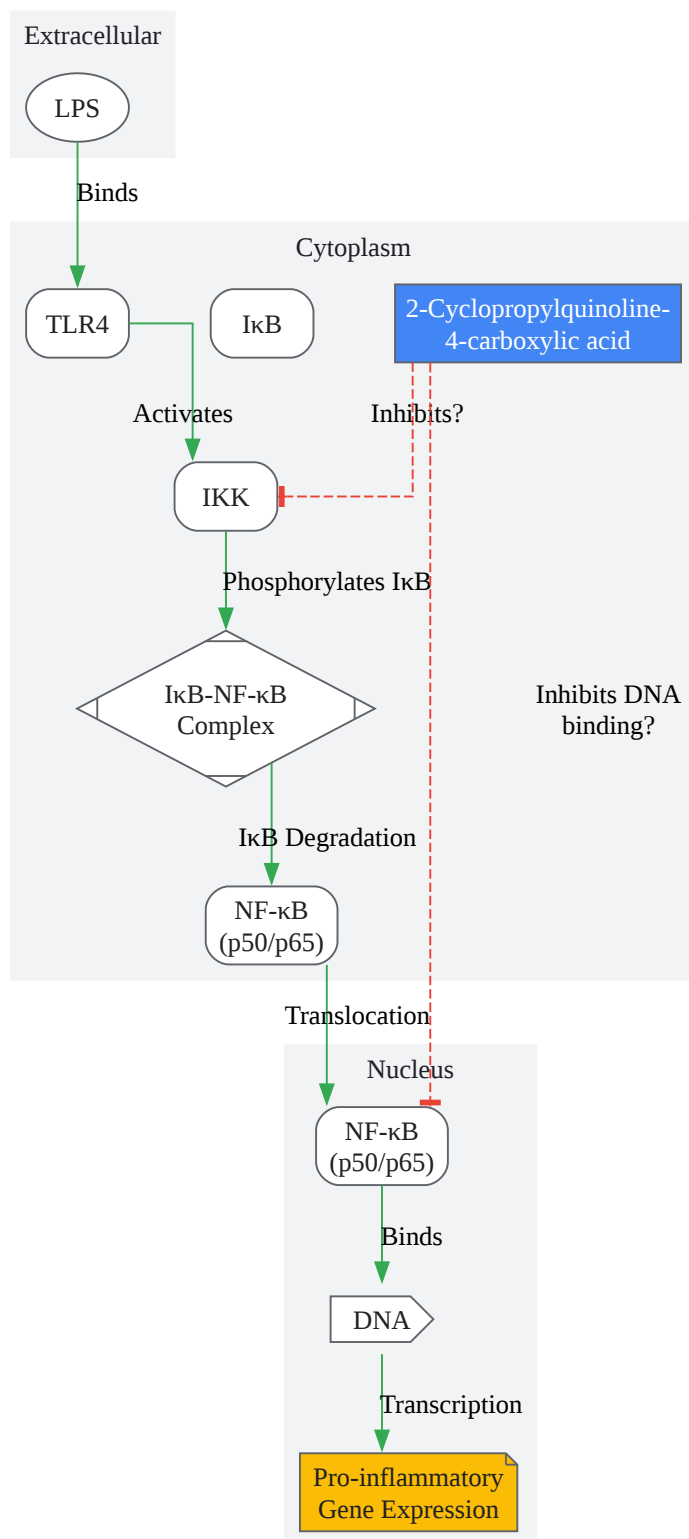 Extracellular
LPS
Binds
Cytoplasm
TLR4
IκB
2-Cyclopropylquinoline-
4-carboxylic acid
Activates
Inhibits?
IKK
Phosphorylates IκB
IκB-NF-κB
Complex
Inhibits DNA
binding?
IκB Degradation
NF-κB
(p50/p65)
Translocation
Nucleus
NF-κB
(p50/p65)
Binds
DNA
Transcription
Pro-inflammatory
Gene Expression